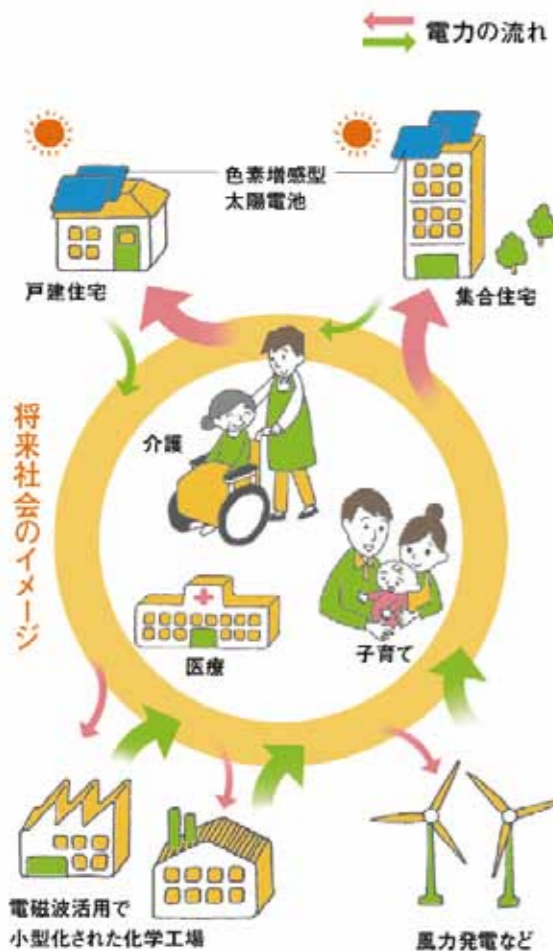 電力の流れ
色素増感型
太陽電池
戸建住宅
集合住宅
将来社会のイメージ
介護
医療
子育て
電磁波活用で
小型化された化学工場
風力発電など